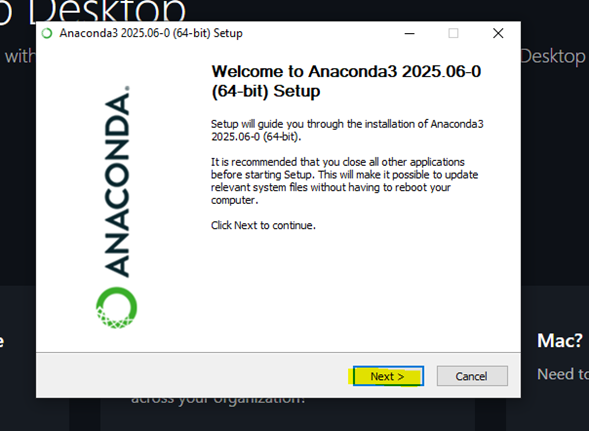 o Desktop
Anaconda3 2025.06-0 (64-bit) Setup
with
Desktop
Welcome to Anaconda3 2025.06-0
(64-bit) Setup
ANACONDA.
Setup will guide you through the installation of Anaconda3
2025.06-0 (64-bit).
It is recommended that you close all other applications
before starting Setup. This will make it possible to update
relevant system files without having to reboot your
computer.
Click Next to continue.
e
Mac?
Need to
Next >
Cancel
across your organization?